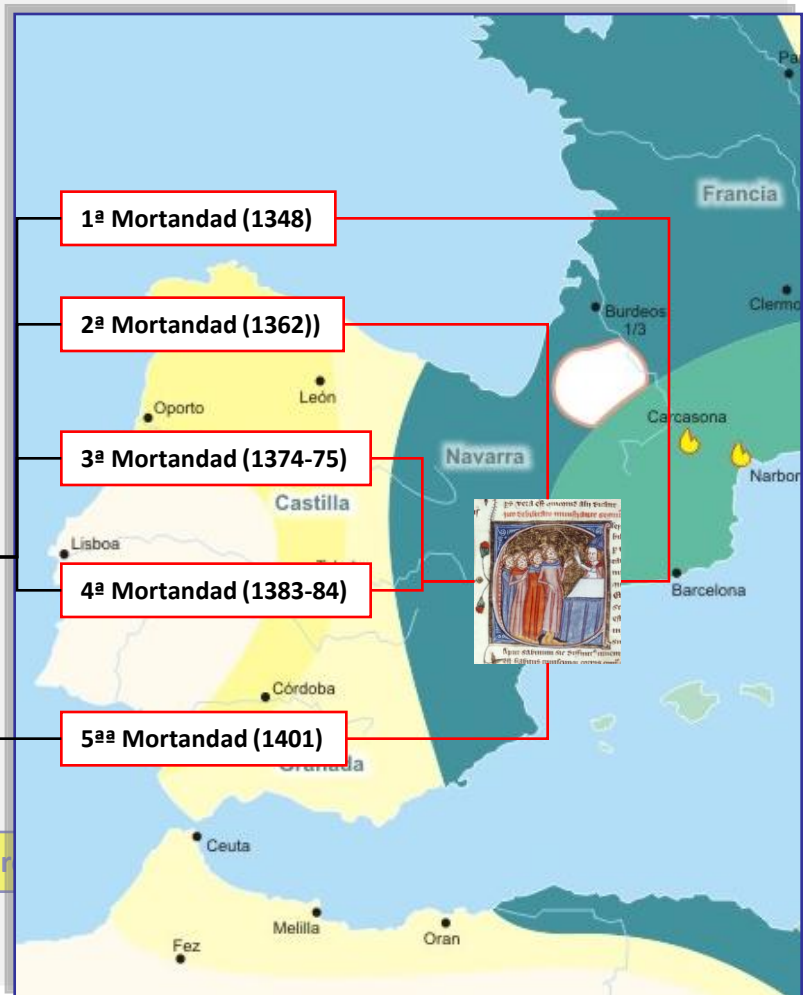 Pa
Francia
1ª Mortandad (1348)
2ª Mortandad (1362))
Clermo
Burdeos
1/3
León
Oporto
Carcasona
3ª Mortandad (1374-75)
Navarra
Narbon
Castilla
Lisboa
4ª Mortandad (1383-84)
Barcelona
Córdoba
5ªª Mortandad (1401)
Granada
Ceuta
Melilla
Oran
Fez